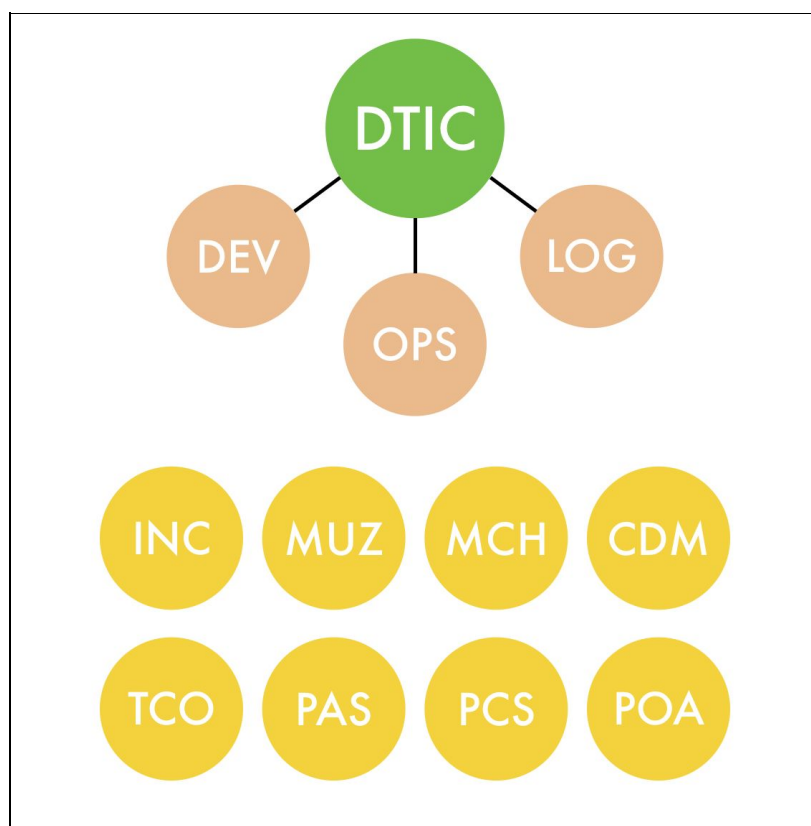 DTIC
DEV
LOG
OPS
INC MUZ MCH CDM
TCO PAS PCS POA